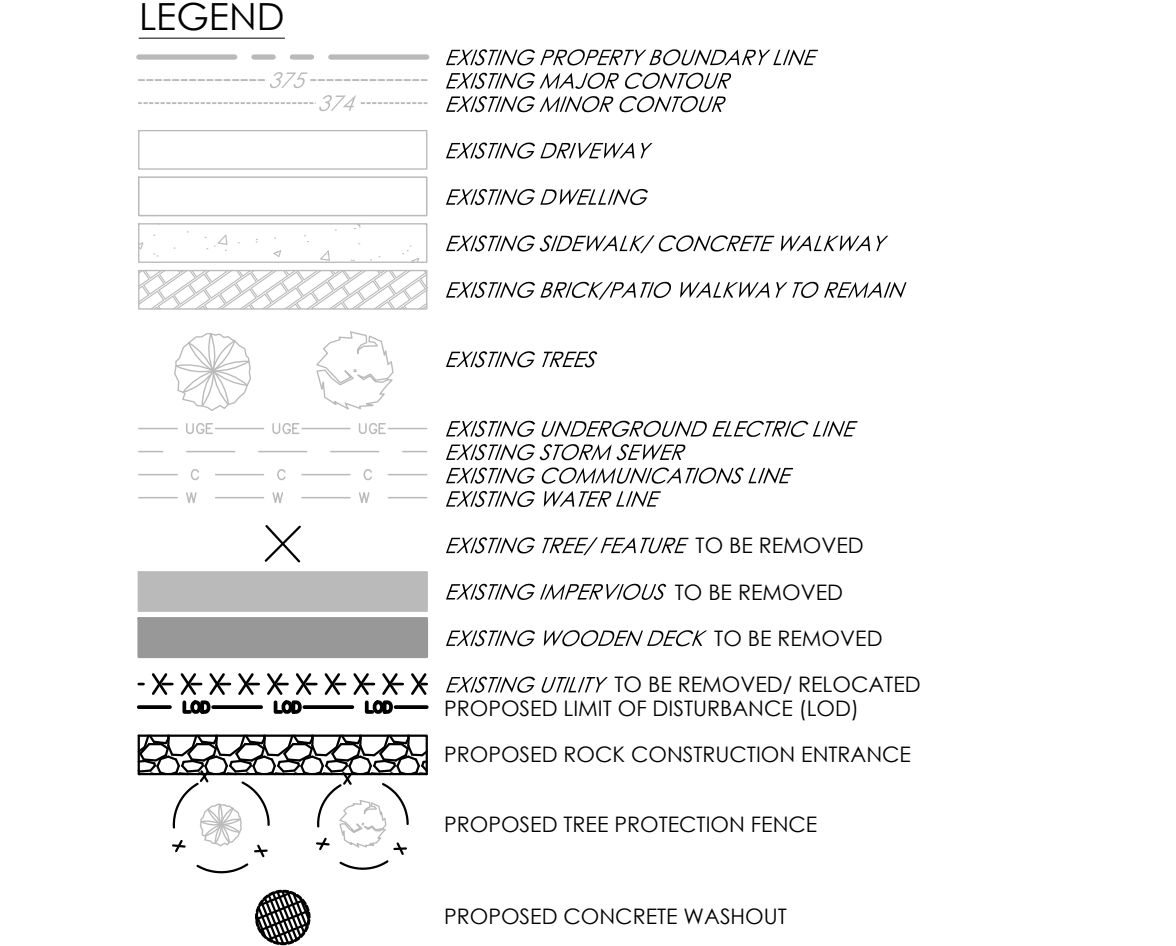 LEGEND
EXISTING PROPERTY BOUNDARY LINE
375 EXISTING MAJOR CONTOUR
374 EXISTING MINOR CONTOUR
EXISTING DRIVEWAY
EXISTING DWELLING
EXISTING SIDEWALK/ CONCRETE WALKWAY
EXISTING BRICK/PATIO WALKWAY TO REMAIN
EXISTING TREES
UGE UGE UGE EXISTING UNDERGROUND ELECTRIC LINE
EXISTING STORM SEWER
C C C EXISTING COMMUNICATIONS LINE
W W W EXISTING WATER LINE
EXISTING TREE/ FEATURE TO BE REMOVED
EXISTING IMPERVIOUS TO BE REMOVED
EXISTING WOODEN DECK TO BE REMOVED
EXISTING UTILITY TO BE REMOVED/ RELOCATED
LOD LOD LOD PROPOSED LIMIT OF DISTURBANCE (LOD)
PROPOSED ROCK CONSTRUCTION ENTRANCE
PROPOSED TREE PROTECTION FENCE
PROPOSED CONCRETE WASHOUT